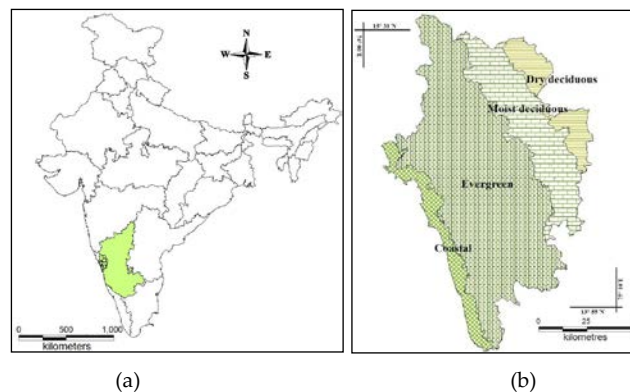 N
W E
S
0 500 1,000
kilometers
(a)
Dry deciduous
Moist deciduous
Evergreen
Coastal
0 25
kilometres
(b)